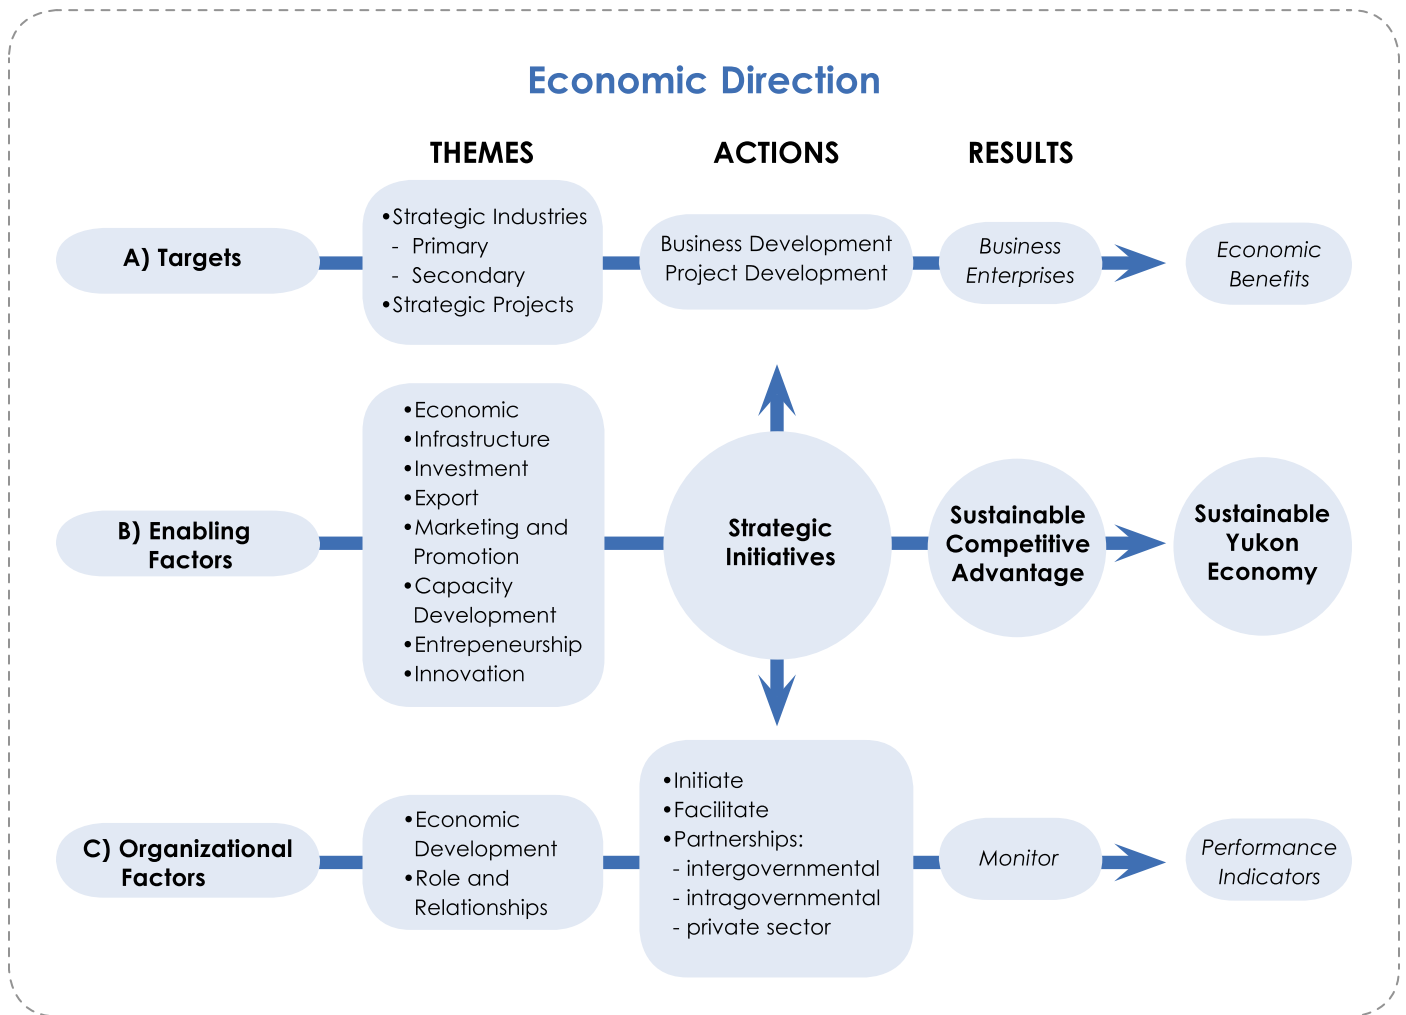 Economic Direction
THEMES
ACTIONS
RESULTS
A) Targets
•Strategic Industries
- Primary
- Secondary
•Strategic Projects
Business Development
Project Development
Business
Enterprises
Economic
Benefits
B) Enabling
Factors
•Economic
•Infrastructure
•Investment
•Export
•Marketing and
Promotion
•Capacity
Development
•Entrepeneurship
•Innovation
Strategic
Initiatives
Sustainable
Competitive
Advantage
Sustainable
Yukon
Economy
C) Organizational
Factors
•Economic
Development
•Role and
Relationships
•Initiate
•Facilitate
•Partnerships:
- intergovernmental
- intragovernmental
- private sector
Monitor
Performance
Indicators